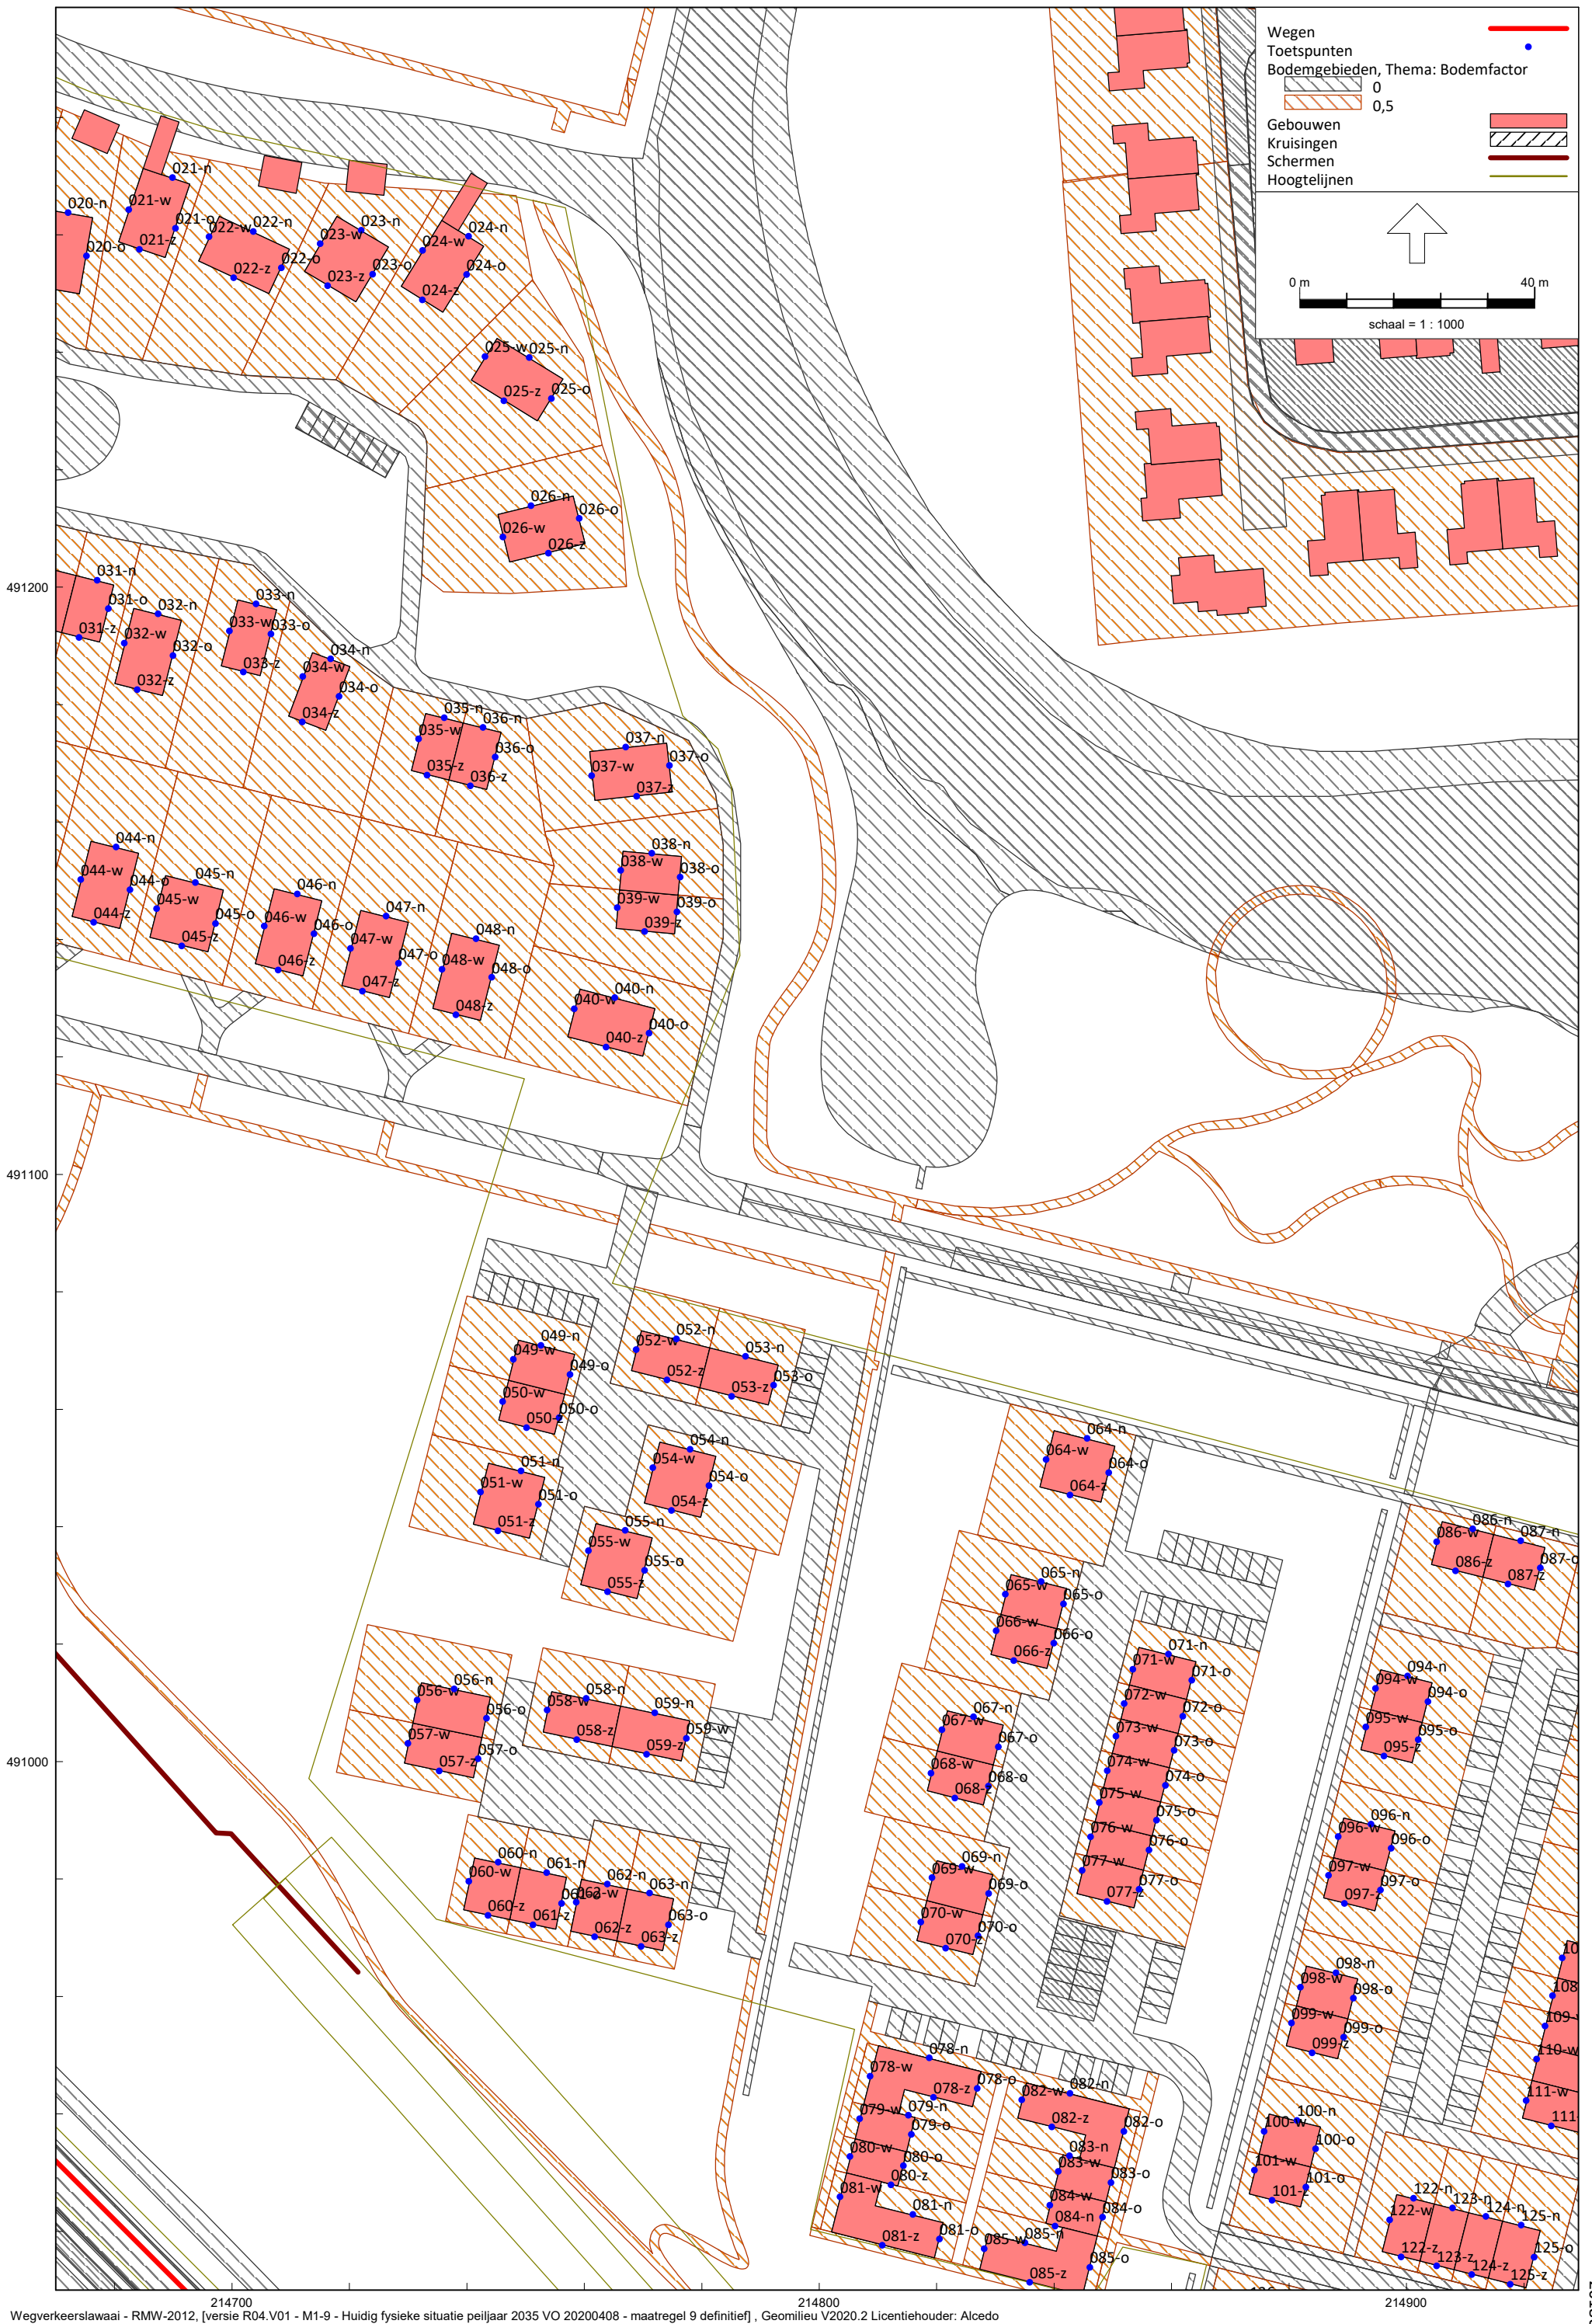 Wegen
Toetspunten
Bodemgebieden, Thema: Bodemfactor
0
0,5
Gebouwen
Kruisingen
Schermen
Hoogtelijnen
0 m 40 m
schaal = 1 : 1000
020-n
020-o
021-n
021-w
021-o
021-z
022-w
022-n
022-o
022-z
023-n
023-w
023-o
023-z
024-n
024-w
024-o
024-z
025-w
025-n
025-z
025-o
026-n
026-o
026-w
026-z
491200
031-n
031-o
031-z
032-n
032-w
032-o
032-z
033-n
033-w
033-o
033-z
034-n
034-w
034-o
034-z
035-n
035-w
035-z
036-n
036-o
036-z
037-n
037-w
037-o
037-z
038-n
038-w
038-o
039-w
039-o
039-z
040-n
040-w
040-o
040-z
044-n
044-w
044-o
044-z
045-n
045-w
045-o
045-z
046-n
046-w
046-o
046-z
047-n
047-w
047-o
047-z
048-n
048-w
048-o
048-z
491100
049-n
049-w
049-o
050-w
050-o
050-z
051-n
051-w
051-o
051-z
052-n
052-w
052-z
053-n
053-o
053-z
054-n
054-w
054-o
054-z
055-n
055-w
055-o
055-z
056-n
056-w
056-o
057-w
057-o
057-z
058-n
058-w
058-z
059-n
059-w
059-z
491000
060-n
060-w
060-z
061-n
061-z
062-n
062-w
062-z
063-n
063-o
063-z
064-n
064-w
064-o
064-z
065-n
065-w
065-o
066-w
066-o
066-z
067-n
067-w
067-o
068-w
068-o
068-z
069-n
069-w
069-o
070-w
070-o
070-z
071-n
071-w
071-o
072-w
072-o
073-w
073-o
074-w
074-o
075-w
075-o
076-w
076-o
077-w
077-o
077-z
078-n
078-w
078-o
078-z
079-n
079-w
079-o
080-w
080-o
080-z
081-w
081-n
081-o
081-z
082-n
082-w
082-z
082-o
083-n
083-w
083-o
084-w
084-o
084-n
085-w
085-n
085-o
085-z
086-n
086-w
086-z
087-n
087-o
087-z
094-n
094-w
094-o
095-w
095-o
095-z
096-n
096-w
096-o
097-w
097-o
097-z
098-n
098-w
098-o
099-w
099-o
099-z
100-n
100-w
100-o
101-w
101-o
101-z
10
108
109-
110-w
111-w
111
122-n
122-w
122-z
123-n
123-z
124-n
124-z
125-n
125-o
125-z
214700 214800 214900
Wegverkeerslawaai - RMW-2012, [versie R04.V01 - M1-9 - Huidig fysieke situatie peiljaar 2035 VO 20200408 - maatregel 9 definitief] , Geomilieu V2020.2 Licentiehouder: Alcedo